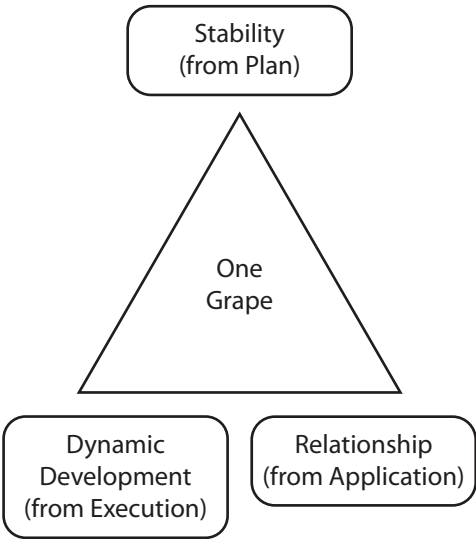 Stability
(from Plan)
One
Grape
Dynamic
Development
(from Execution)
Relationship
(from Application)